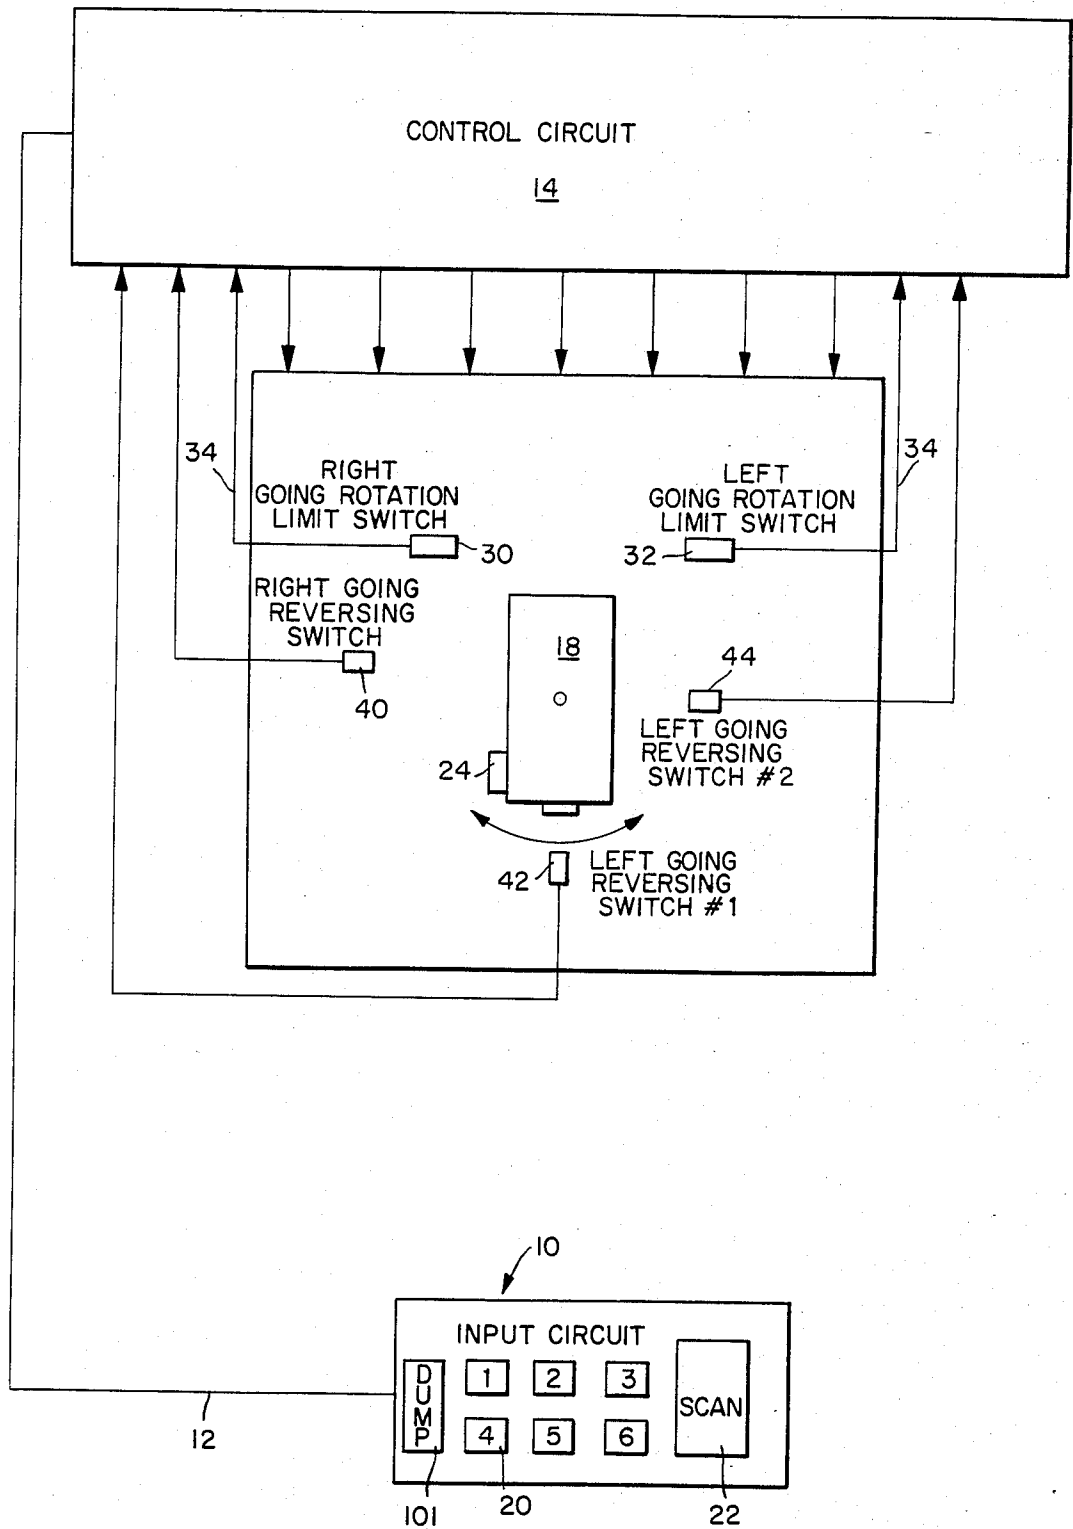 CONTROL CIRCUIT
14
34
RIGHT
GOING ROTATION
LIMIT SWITCH
30
LEFT
GOING ROTATION
LIMIT SWITCH
32
34
RIGHT GOING
REVERSING
SWITCH
40
18
44
LEFT GOING
REVERSING
SWITCH #2
24
42
LEFT GOING
REVERSING
SWITCH #1
10
INPUT CIRCUIT
DUMP
1 2 3
4 5 6
SCAN
12
101
20
22